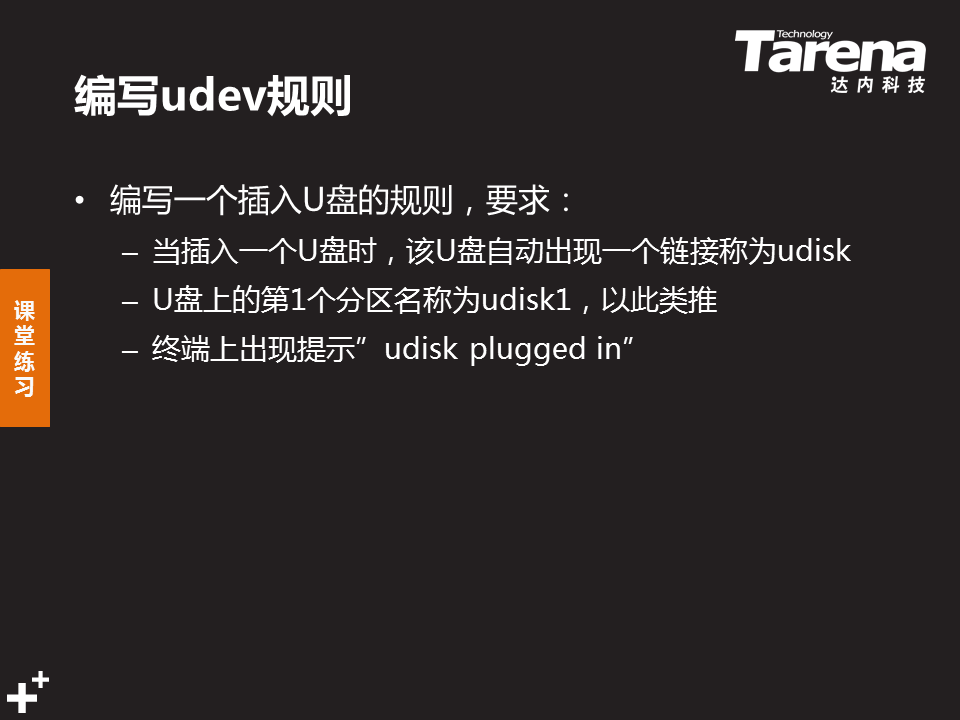 Technology
Tarena
达内科技
编写udev规则
• 编写一个插入U盘的规则，要求：
– 当插入一个U盘时，该U盘自动出现一个链接称为udisk
– U盘上的第1个分区名称为udisk1，以此类推
– 终端上出现提示”udisk plugged in”
课堂练习